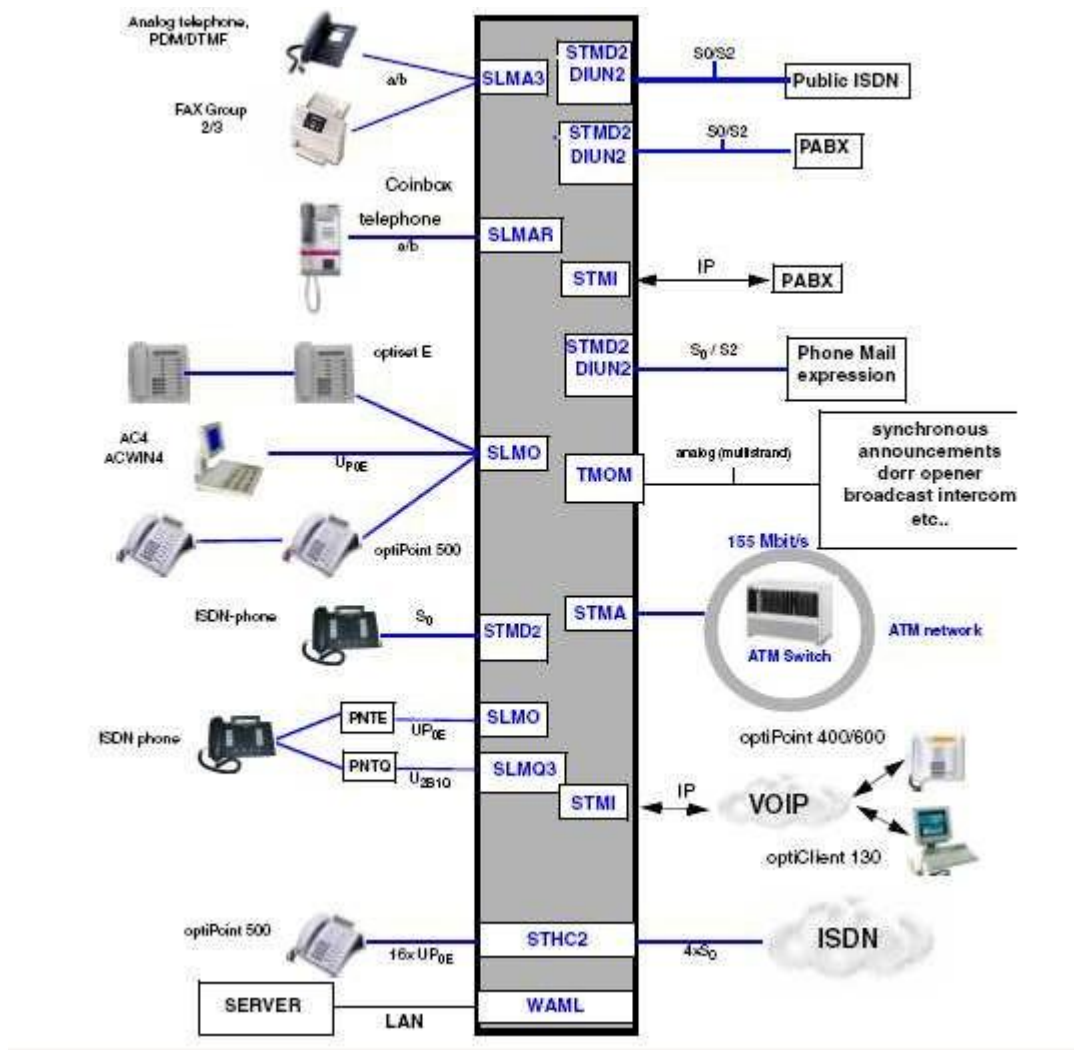 Analog telephone,
PDM/DTMF
a/b
SLMA3
STMD2
DIUN2
S0/S2
Public ISDN
FAX Group
2/3
STMD2
DIUN2
S0/S2
PABX
Coinbox
telephone
a/b
SLMAR
STMI
IP
PABX
optiset E
STMD2
DIUN2
S0 / S2
Phone Mail
expression
AC4
ACWIN4
UP0E
SLMO
TMOM
analog (multistrand)
synchronous
announcements
dorr opener
broadcast intercom
etc..
optiPoint 500
155 Mbit/s
ISDN-phone
S0
STMD2
STMA
ATM Switch
ATM network
ISDN phone
PNTE
UP0E
SLMO
PNTQ
U2B1Q
SLMQ3
STMI
IP
VOIP
optiPoint 400/600
optiClient 130
optiPoint 500
16x UP0E
STHC2
4xS0
ISDN
SERVER
LAN
WAML